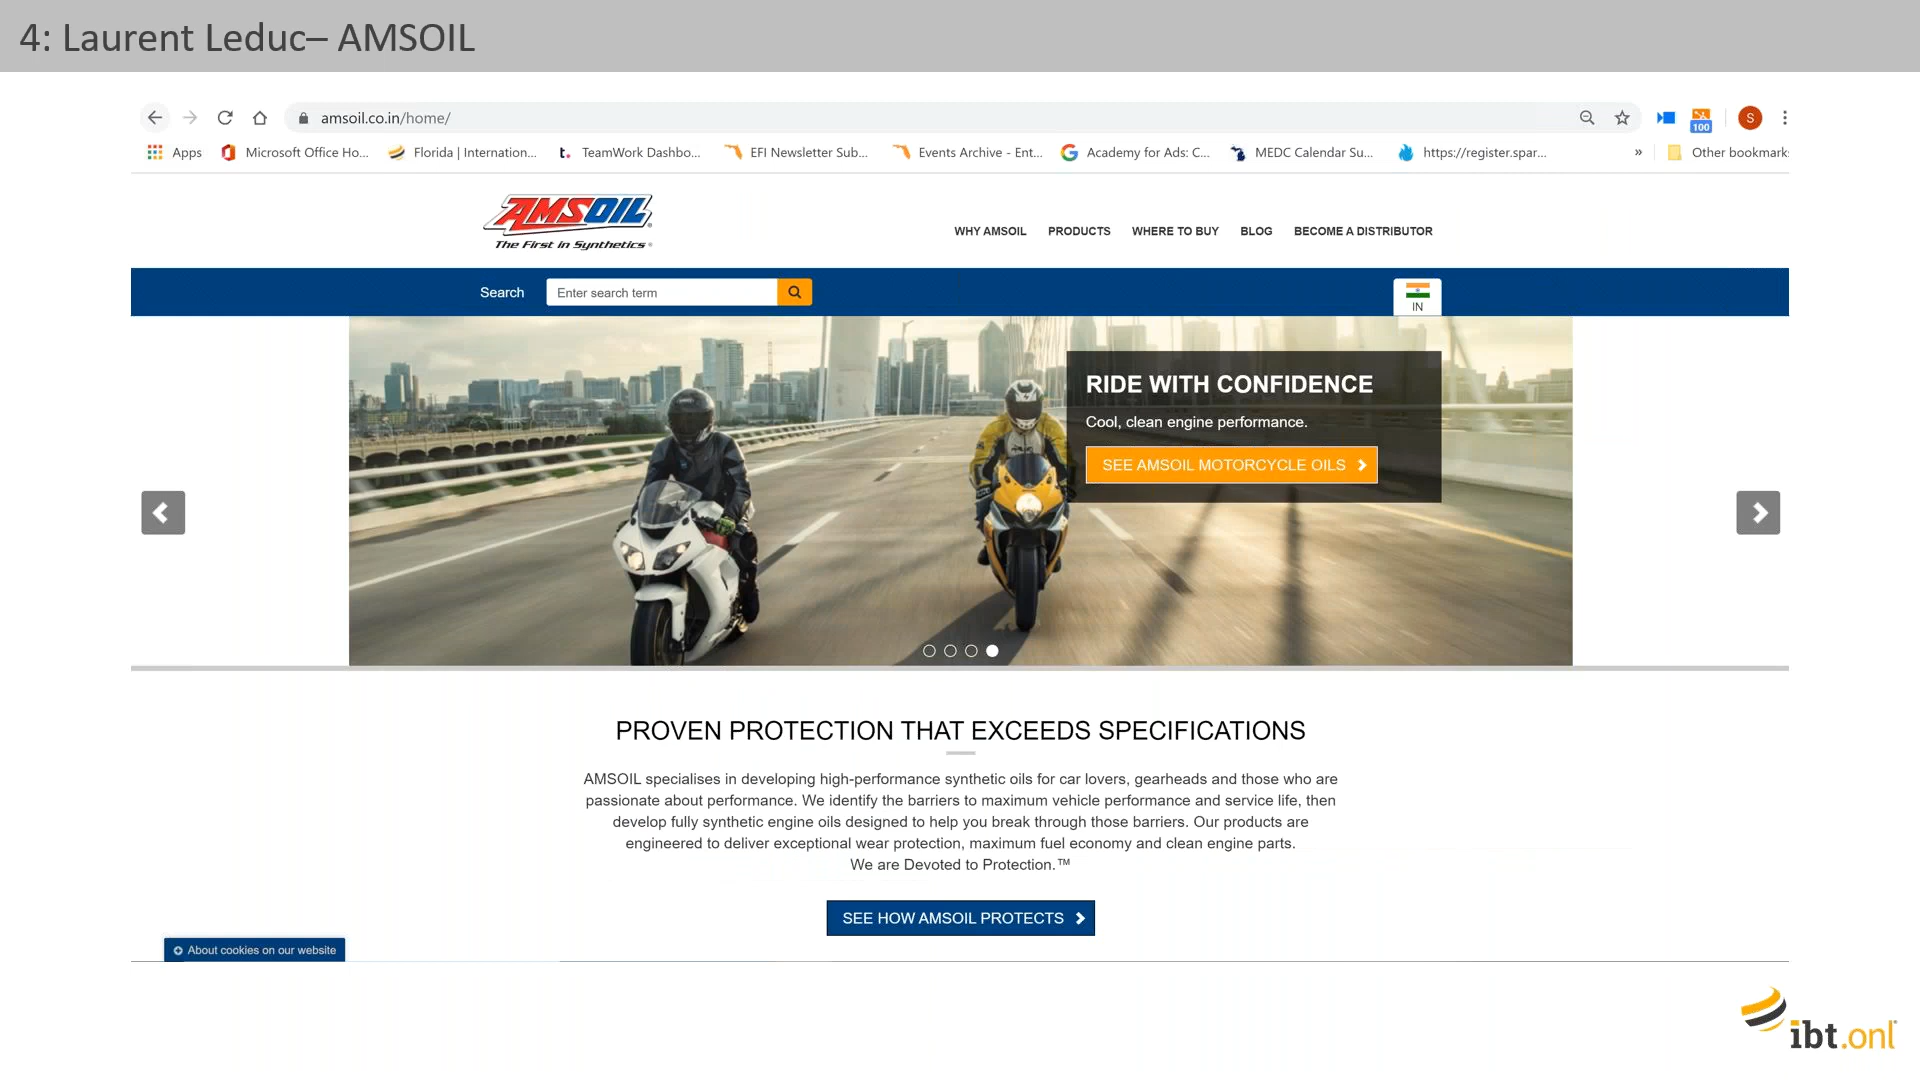 4: Laurent Leduc– AMSOIL
amsoil.co.in/home/
S
100
Apps
Microsoft Office Ho...
Florida | Internation...
t.
TeamWork Dashbo...
EFI Newsletter Sub...
Events Archive - Ent...
Academy for Ads: C...
MEDC Calendar Su...
https://register.spar...
»
Other bookmarks
AMSOIL®
The First in Synthetics®
WHY AMSOIL
PRODUCTS
WHERE TO BUY
BLOG
BECOME A DISTRIBUTOR
Search
Enter search term
IN
RIDE WITH CONFIDENCE
Cool, clean engine performance.
SEE AMSOIL MOTORCYCLE OILS
PROVEN PROTECTION THAT EXCEEDS SPECIFICATIONS
AMSOIL specialises in developing high-performance synthetic oils for car lovers, gearheads and those who are
passionate about performance. We identify the barriers to maximum vehicle performance and service life, then
develop fully synthetic engine oils designed to help you break through those barriers. Our products are
engineered to deliver exceptional wear protection, maximum fuel economy and clean engine parts.
We are Devoted to Protection.™
SEE HOW AMSOIL PROTECTS
About cookies on our website
ibt.onl